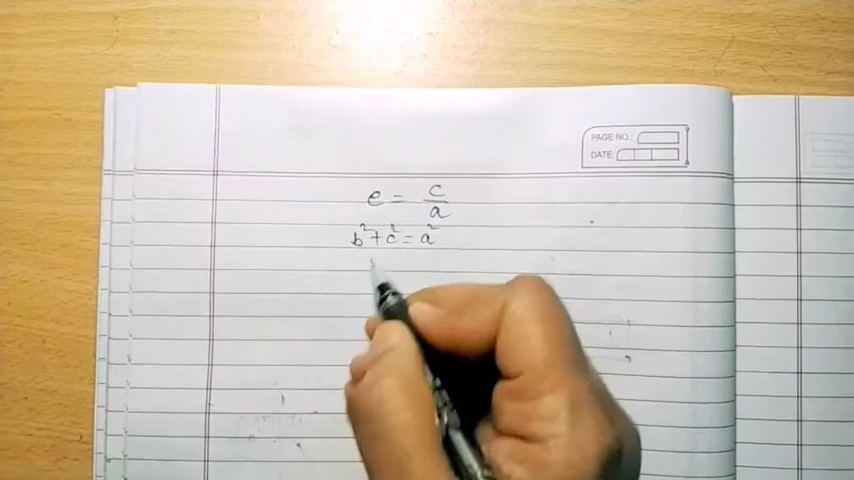 PAGE NO.:
DATE:
e = c/a
b²+c²=a²